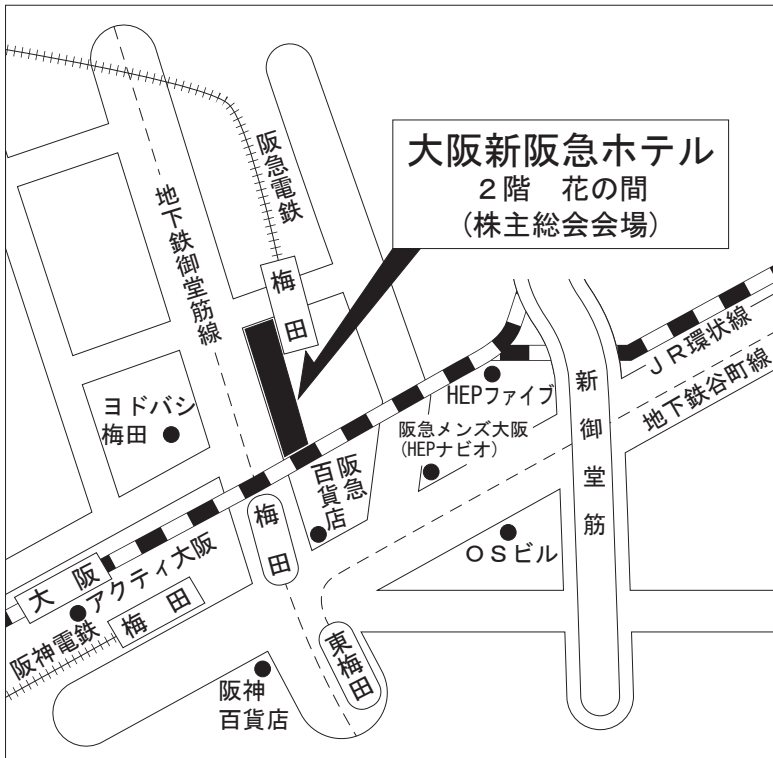 大阪新阪急ホテル
2階 花の間
(株主総会会場)
阪急電鉄
地下鉄御堂筋線
梅田
ヨドバシ
梅田
HEPファイブ
阪急メンズ大阪
(HEPナビオ)
JR環状線
地下鉄谷町線
新御堂筋
阪急
百貨店
梅田
OSビル
大阪
アクティ大阪
梅田
阪神電鉄
東梅田
阪神
百貨店